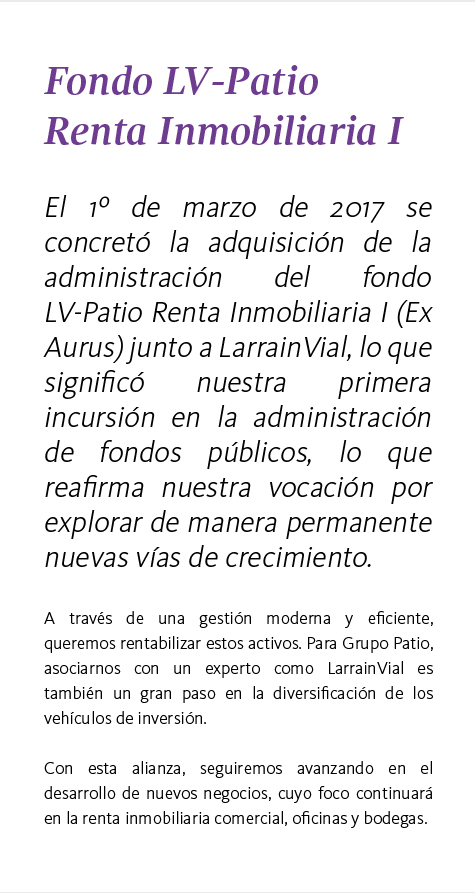 Fondo LV-Patio
Renta Inmobiliaria I
El 1º de marzo de 2017 se
concretó la adquisición de la
administración del fondo
LV-Patio Renta Inmobiliaria I (Ex
Aurus) junto a LarrainVial, lo que
significó nuestra primera
incursión en la administración
de fondos públicos, lo que
reafirma nuestra vocación por
explorar de manera permanente
nuevas vías de crecimiento.
A través de una gestión moderna y eficiente,
queremos rentabilizar estos activos. Para Grupo Patio,
asociarnos con un experto como LarrainVial es
también un gran paso en la diversificación de los
vehículos de inversión.
Con esta alianza, seguiremos avanzando en el
desarrollo de nuevos negocios, cuyo foco continuará
en la renta inmobiliaria comercial, oficinas y bodegas.